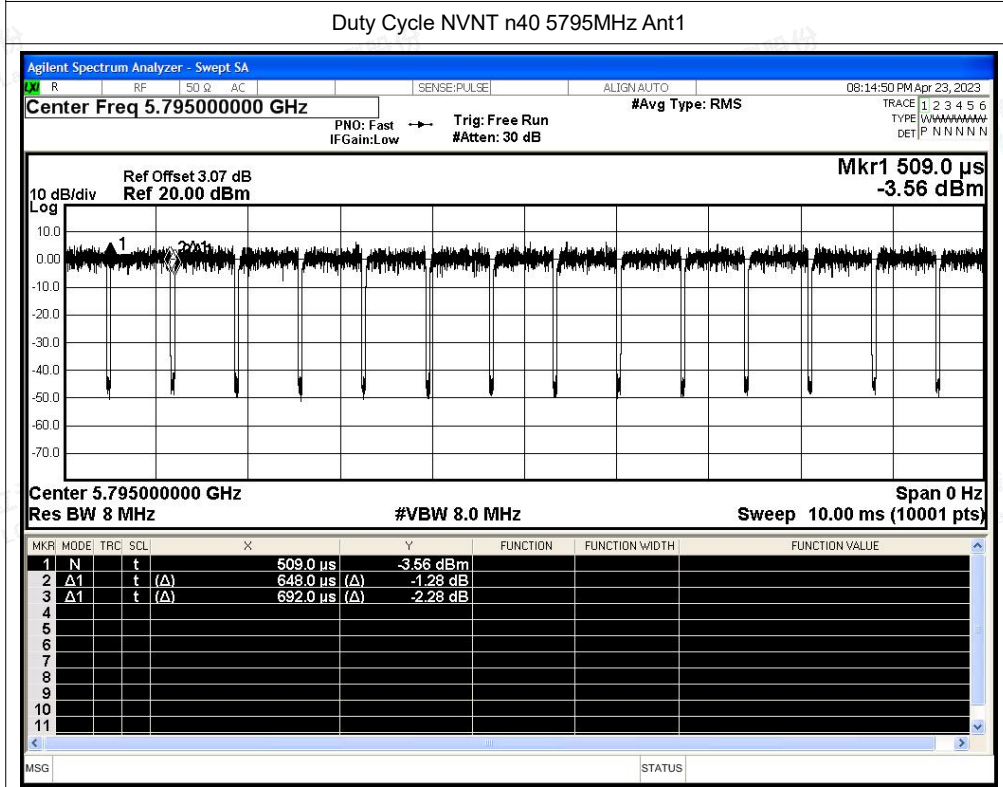 Duty Cycle NVNT n40 5795MHz Ant1
Agilent Spectrum Analyzer - Swept SA
LXI R RF 50 Ω AC SENSE:PULSE ALIGN AUTO 08:14:50 PM Apr 23, 2023
Center Freq 5.795000000 GHz #Avg Type: RMS TRACE 1 2 3 4 5 6
PNO: Fast Trig: Free Run TYPE W
IFGain:Low #Atten: 30 dB DET P N N N N N
Mkr1 509.0 µs
Ref Offset 3.07 dB
10 dB/div Ref 20.00 dBm -3.56 dBm
Log
10.0
1 2Δ1
0.00
-10.0
-20.0
-30.0
-40.0
-50.0
-60.0
-70.0
Center 5.795000000 GHz Span 0 Hz
Res BW 8 MHz #VBW 8.0 MHz Sweep 10.00 ms (10001 pts)
MKR MODE TRC SCL X Y FUNCTION FUNCTION WIDTH FUNCTION VALUE
1 N t 509.0 µs -3.56 dBm
2 Δ1 t (Δ) 648.0 µs (Δ) -1.28 dB
3 Δ1 t (Δ) 692.0 µs (Δ) -2.28 dB
4
5
6
7
8
9
10
11
MSG STATUS